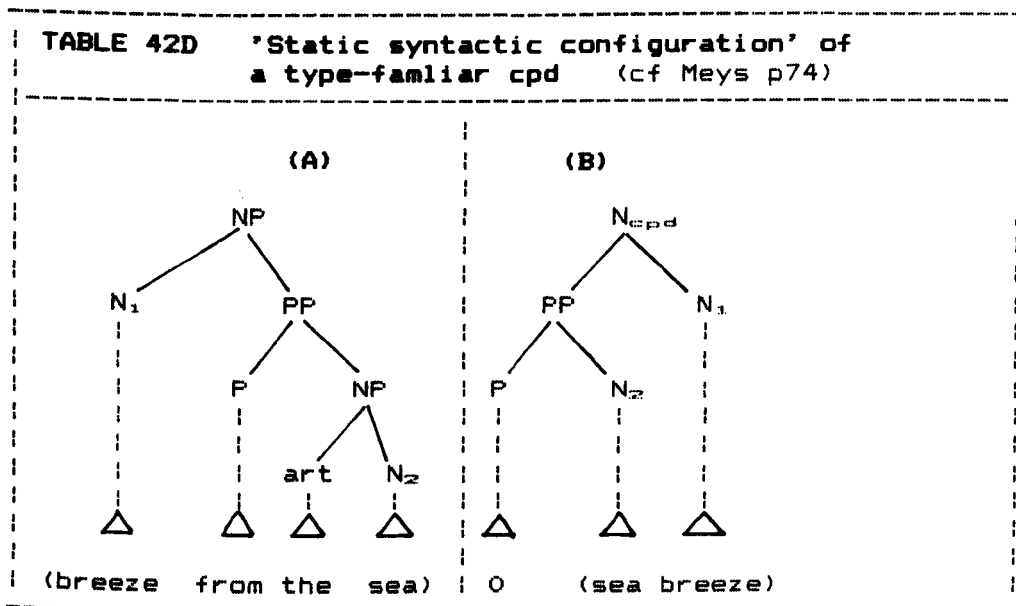 TABLE 42D 'Static syntactic configuration' of
a type-famliar cpd (cf Meys p74)
(A) (B)
NP N cpd
N₁ PP PP N₁
P NP P N₂
art N₂
(breeze from the sea) O (sea breeze)